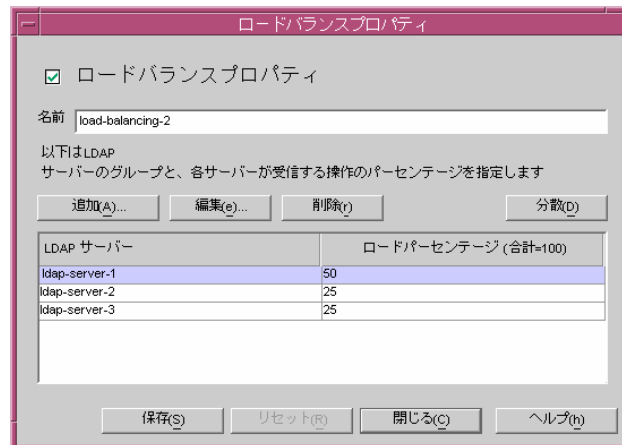 ロードバランスプロパティ
ロードバランスプロパティ
名前 load-balancing-2
以下はLDAP
サーバーのグループと、各サーバーが受信する操作のパーセンテージを指定します
追加(A)... 編集(e)... 削除(r) 分散(D)
LDAP サーバー ロードパーセンテージ (合計=100)
ldap-server-1 50
ldap-server-2 25
ldap-server-3 25
保存(S) リセット(R) 閉じる(C) ヘルプ(h)